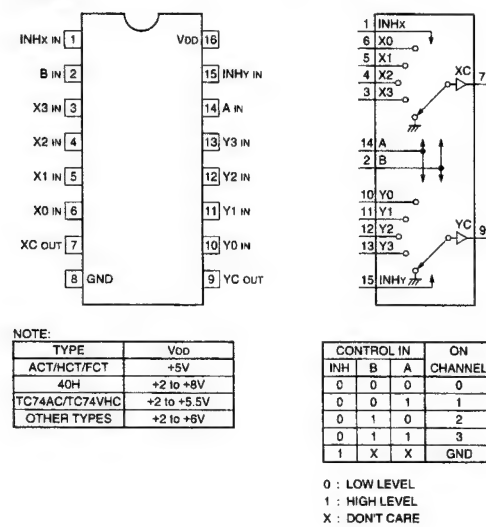 INHX IN 1
VDD 16
B IN 2
15 INHY IN
X3 IN 3
14 A IN
X2 IN 4
13 Y3 IN
X1 IN 5
12 Y2 IN
X0 IN 6
11 Y1 IN
XC OUT 7
10 Y0 IN
8 GND
9 YC OUT
1 INHX
6 X0
5 X1
4 X2
3 X3
XC 7
14 A
2 B
10 Y0
11 Y1
12 Y2
13 Y3
YC 9
15 INHY
NOTE:
TYPE VDD
ACT/HCT/FCT +5V
40H +2 to +8V
TC74AC/TC74VHC +2 to +5.5V
OTHER TYPES +2 to +6V
CONTROL IN ON
INH B A CHANNEL
0 0 0 0
0 0 1 1
0 1 0 2
0 1 1 3
1 X X GND
0 : LOW LEVEL
1 : HIGH LEVEL
X : DON'T CARE